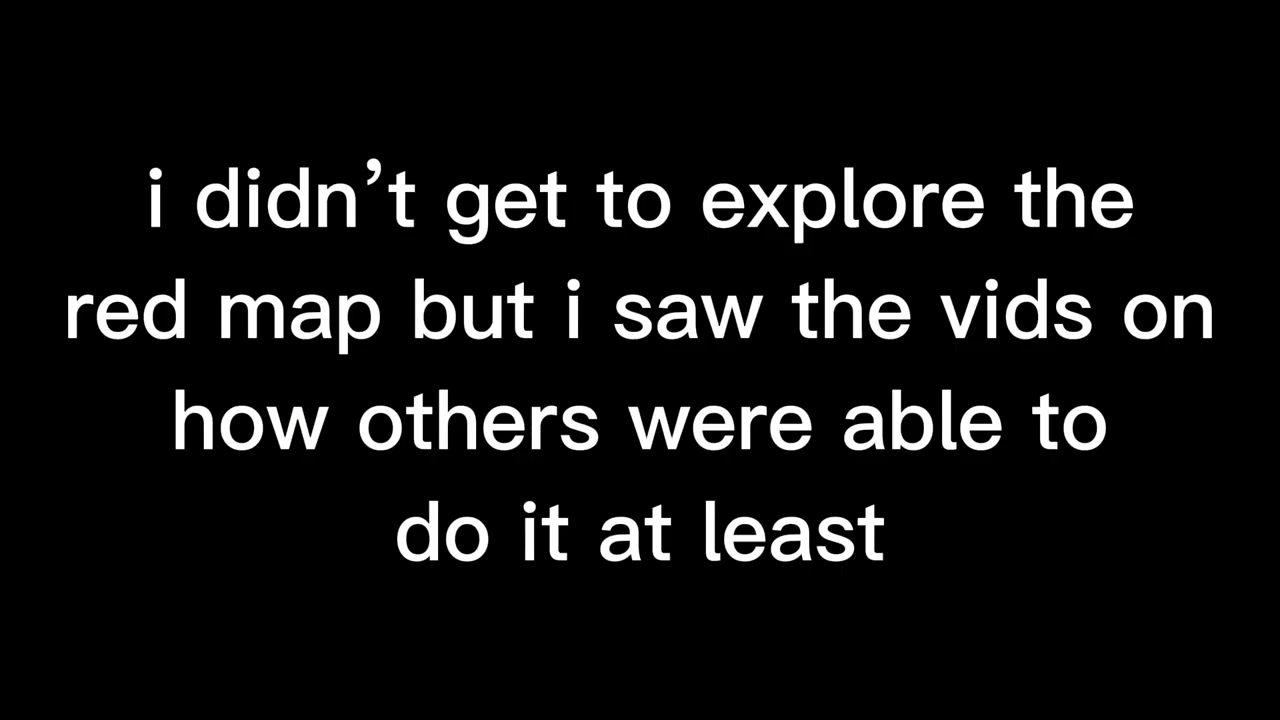 i didn’t get to explore the
red map but i saw the vids on
how others were able to
do it at least